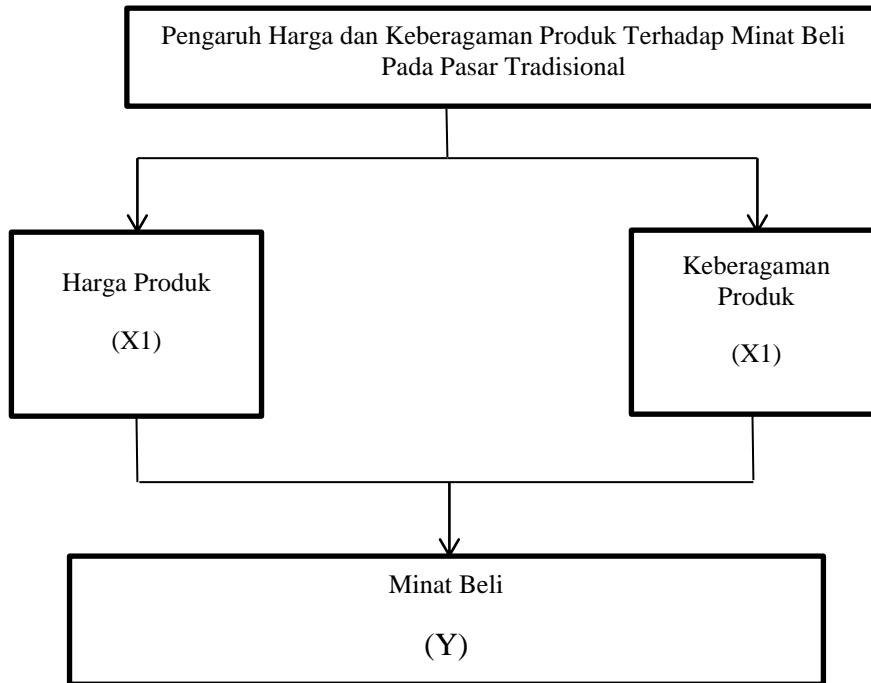 Pengaruh Harga dan Keberagaman Produk Terhadap Minat Beli
Pada Pasar Tradisional
Harga Produk
(X1)
Keberagaman
Produk
(X1)
Minat Beli
(Y)